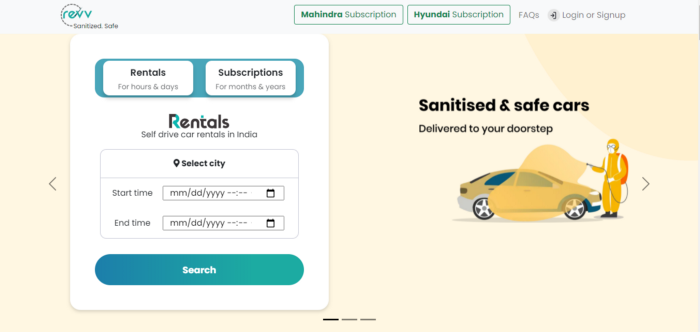 revv
Sanitized. Safe
Mahindra Subscription
Hyundai Subscription
FAQs
Login or Signup
Rentals
For hours & days
Subscriptions
For months & years
Rentals
Self drive car rentals in India
Select city
Start time
mm/dd/yyyy --:--
End time
mm/dd/yyyy --:--
Search
Sanitised & safe cars
Delivered to your doorstep